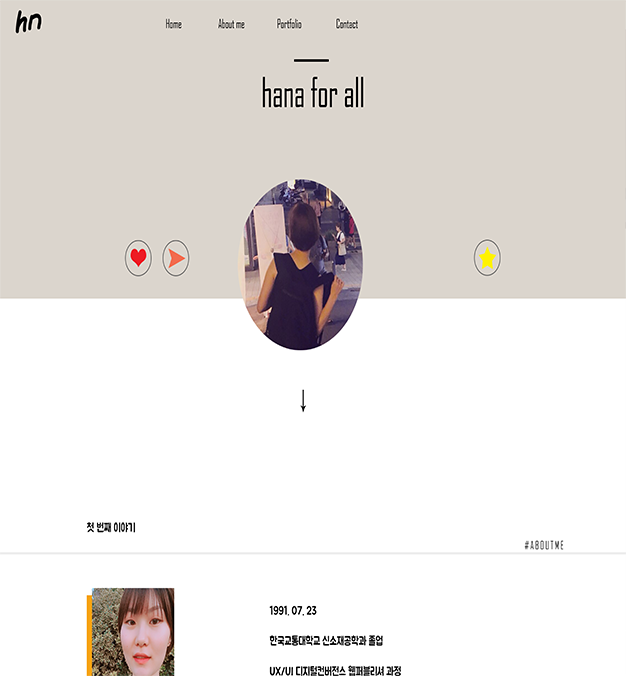 hn
Home About me Portfolio Contact
hana for all
첫 번째 이야기
#ABOUTME
1991. 07. 23
한국교통대학교 신소재공학과 졸업
UX/UI 디지털컨버전스 웹퍼블리셔 과정